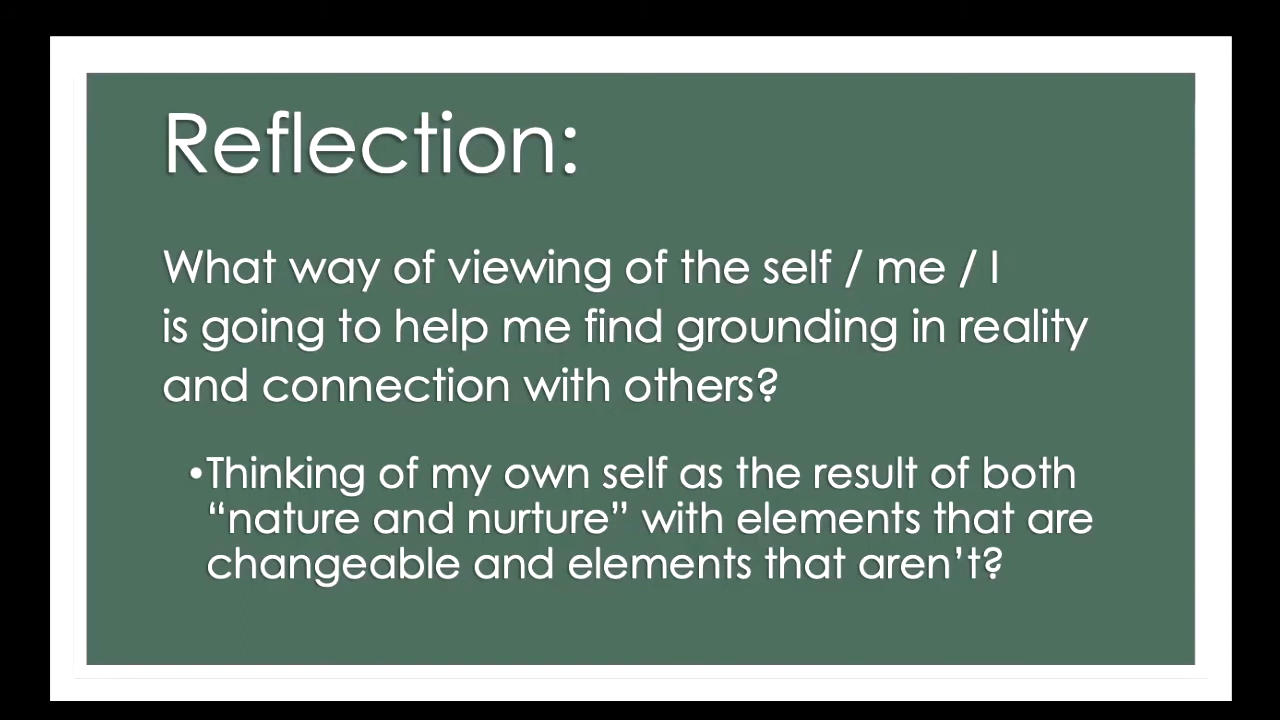 Reflection:
What way of viewing of the self / me / I
is going to help me find grounding in reality
and connection with others?
•Thinking of my own self as the result of both
“nature and nurture” with elements that are
changeable and elements that aren’t?